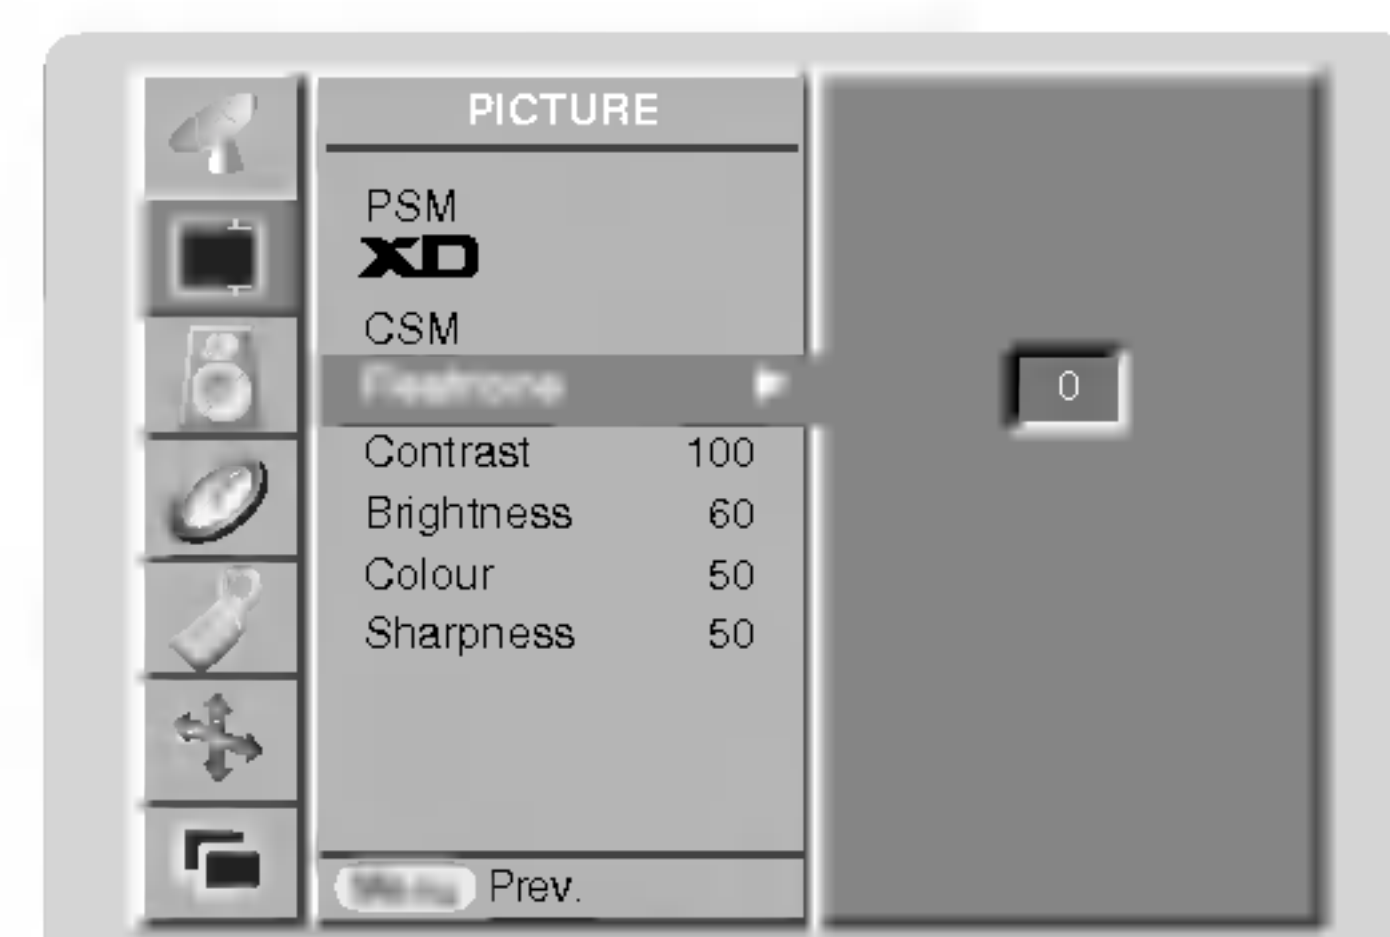 PICTURE
PSM
XD
CSM
0
Contrast 100
Brightness 60
Colour 50
Sharpness 50
Prev.